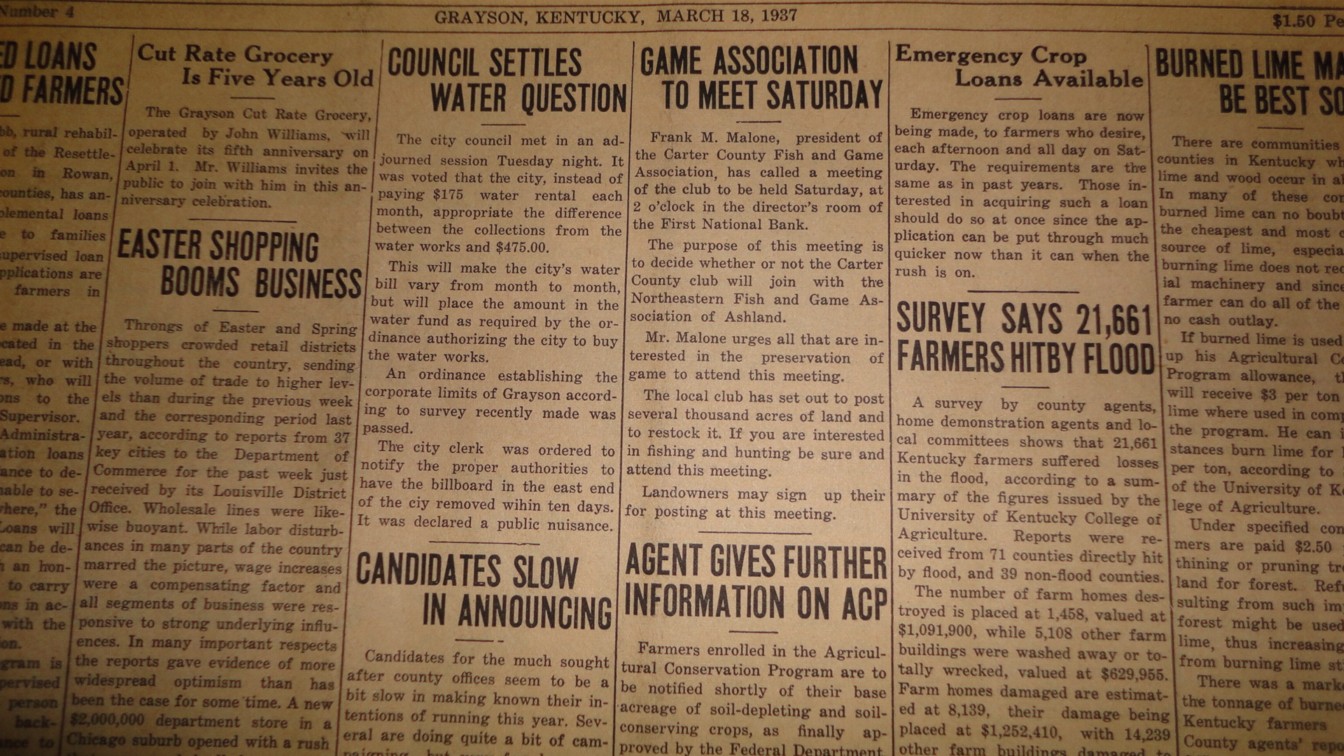 Number 4
GRAYSON, KENTUCKY, MARCH 18, 1937
$1.50
LOANS
FARMERS
rural rehabil-
of the Resettle-
in Rowan,
has an-
loans
to families
loan
are
farmers in
made at the
in the
or with
who will
to the
Supervisor.
Administra-
loans
to de-
to se-
the
Loans will
can be de-
an hon-
to carry
in ac-
with the
is
person
back-
to
Cut Rate Grocery
Is Five Years Old
The Grayson Cut Rate Grocery,
operated by John Williams, will
celebrate its fifth anniversary on
April 1. Mr. Williams invites the
public to join with him in this an-
niversary celebration.
EASTER SHOPPING
BOOMS BUSINESS
Throngs of Easter and Spring
shoppers crowded retail districts
throughout the country, sending
the volume of trade to higher lev-
els than during the previous week
and the corresponding period last
year, according to reports from 37
key cities to the Department of
Commerce for the past week just
received by its Louisville District
Office. Wholesale lines were like-
wise buoyant. While labor disturb-
ances in many parts of the country
marred the picture, wage increases
were a compensating factor and
all segments of business were res-
ponsive to strong underlying influ-
ences. In many important respects
the reports gave evidence of more
widespread optimism than has
been the case for some time. A new
$2,000,000 department store in a
Chicago suburb opened with a rush
COUNCIL SETTLES
WATER QUESTION
The city council met in an ad-
journed session Tuesday night. It
was voted that the city, instead of
paying $175 water rental each
month, appropriate the difference
between the collections from the
water works and $475.00.
This will make the city's water
bill vary from month to month,
but will place the amount in the
water fund as required by the or-
dinance authorizing the city to buy
the water works.
An ordinance establishing the
corporate limits of Grayson accord-
ing to survey recently made was
passed.
The city clerk was ordered to
notify the proper authorities to
have the billboard in the east end
of the ciy removed wihin ten days.
It was declared a public nuisance.
CANDIDATES SLOW
IN ANNOUNCING
Candidates for the much sought
after county offices seem to be a
bit slow in making known their in-
tentions of running this year. Sev-
eral are doing quite a bit of cam-
GAME ASSOCIATION
TO MEET SATURDAY
Frank M. Malone, president of
the Carter County Fish and Game
Association, has called a meeting
of the club to be held Saturday, at
2 o'clock in the director's room of
the First National Bank.
The purpose of this meeting is
to decide whether or not the Carter
County club will join with the
Northeastern Fish and Game As-
sociation of Ashland.
Mr. Malone urges all that are in-
terested in the preservation of
game to attend this meeting.
The local club has set out to post
several thousand acres of land and
to restock it. If you are interested
in fishing and hunting be sure and
attend this meeting.
Landowners may sign up their
for posting at this meeting.
AGENT GIVES FURTHER
INFORMATION ON ACP
Farmers enrolled in the Agricul-
tural Conservation Program are to
be notified shortly of their base
acreage of soil-depleting and soil-
conserving crops, as finally ap-
proved by the Federal Department
Emergency Crop
Loans Available
Emergency crop loans are now
being made, to farmers who desire,
each afternoon and all day on Sat-
urday. The requirements are the
same as in past years. Those in-
terested in acquiring such a loan
should do so at once since the ap-
plication can be put through much
quicker now than it can when the
rush is on.
SURVEY SAYS 21,661
FARMERS HIT BY FLOOD
A survey by county agents,
home demonstration agents and lo-
cal committees shows that 21,661
Kentucky farmers suffered losses
in the flood, according to a sum-
mary of the figures issued by the
University of Kentucky College of
Agriculture. Reports were re-
ceived from 71 counties directly hit
by flood, and 39 non-flood counties.
The number of farm homes des-
troyed is placed at 1,458, valued at
$1,091,900, while 5,108 other farm
buildings were washed away or to-
tally wrecked, valued at $629,955.
Farm homes damaged are estimat-
ed at 8,139, their damage being
placed at $1,252,410, with 14,239
other farm buildings damaged to
BURNED LIME
BE BEST
There are communities
counties in Kentucky
lime and wood occur in
In many of these
burned lime can no
the cheapest and most
source of lime,
burning lime does not
ial machinery and since
farmer can do all of the
no cash outlay.
If burned lime is used
up his Agricultural
Program allowance,
will receive $3 per ton
lime where used in
the program. He can
stances burn lime for
per ton, according to
of the University of
lege of Agriculture.
Under specified
mers are paid $2.50
thining or pruning
land for forest.
sulting from such
forest might be used
lime, thus increasing
from burning lime
There was a
the tonnage of
Kentucky farmers
County agents'